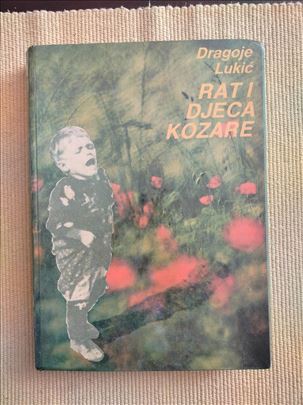 Dragoje
Lukić
RAT I
DJECA
KOZARE